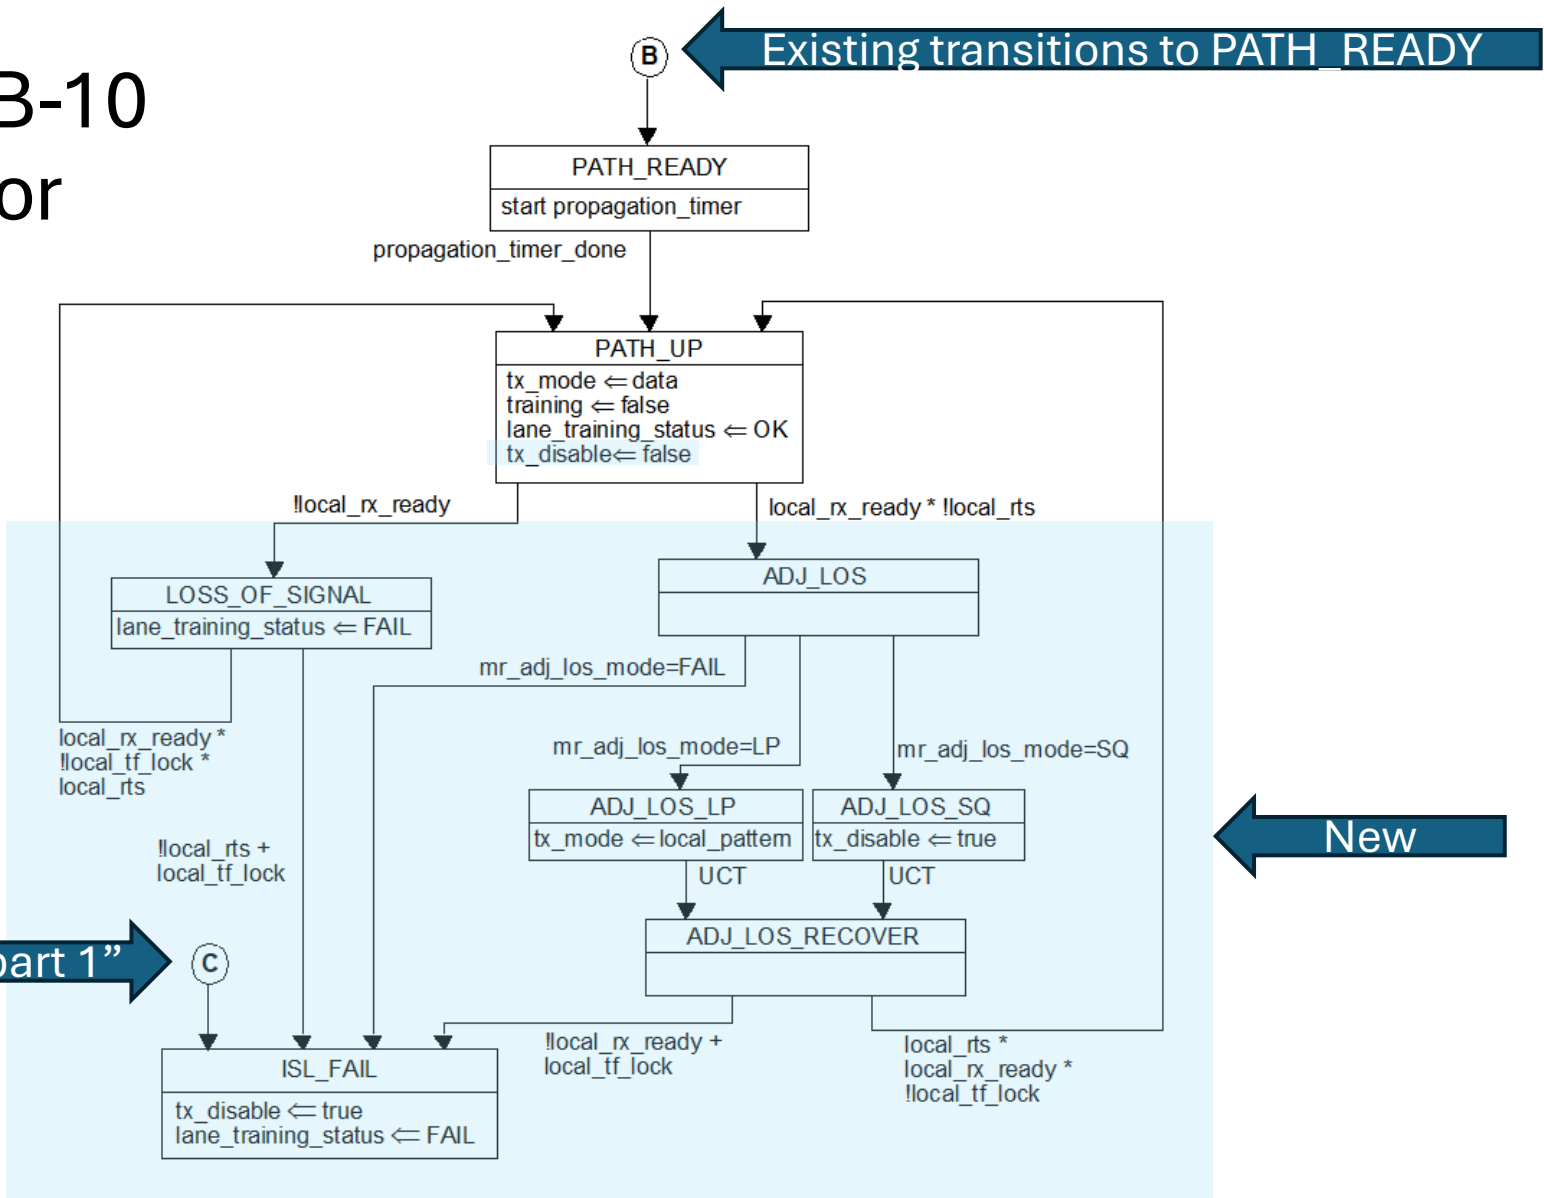 B
Existing transitions to PATH_READY
B-10
or
PATH_READY
start propagation_timer
propagation_timer_done
PATH_UP
tx_mode ⇐ data
training ⇐ false
lane_training_status ⇐ OK
tx_disable⇐ false
!local_rx_ready
local_rx_ready * !local_rts
LOSS_OF_SIGNAL
lane_training_status ⇐ FAIL
ADJ_LOS
mr_adj_los_mode=FAIL
local_rx_ready *
!local_tf_lock *
local_rts
mr_adj_los_mode=LP
mr_adj_los_mode=SQ
ADJ_LOS_LP
tx_mode ⇐ local_pattern
ADJ_LOS_SQ
tx_disable ⇐ true
New
!local_rts +
local_tf_lock
UCT
UCT
ADJ_LOS_RECOVER
part 1”
C
!local_rx_ready +
local_tf_lock
local_rts *
local_rx_ready *
!local_tf_lock
ISL_FAIL
tx_disable ⇐ true
lane_training_status ⇐ FAIL